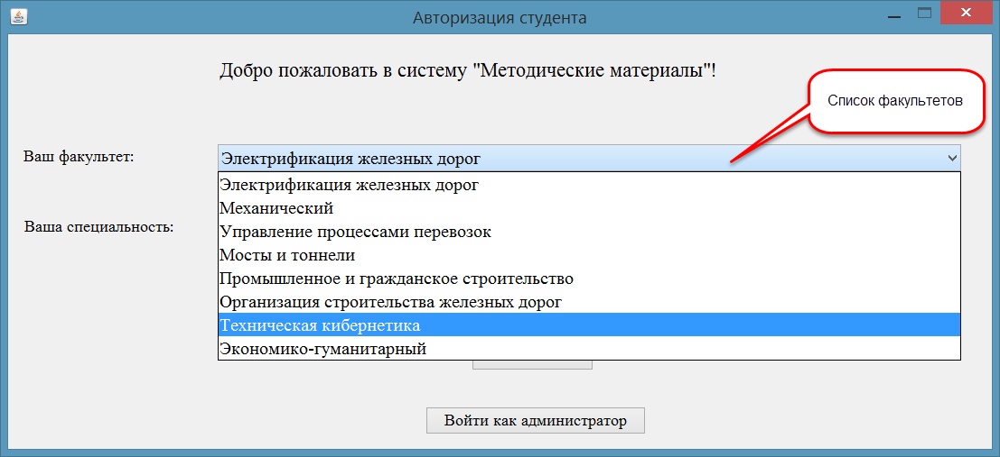 Авторизация студента
Добро пожаловать в систему "Методические материалы"!
Список факультетов
Ваш факультет:
Электрификация железных дорог
Электрификация железных дорог
Механический
Управление процессами перевозок
Ваша специальность:
Мосты и тоннели
Промышленное и гражданское строительство
Организация строительства железных дорог
Техническая кибернетика
Экономико-гуманитарный
Войти как администратор